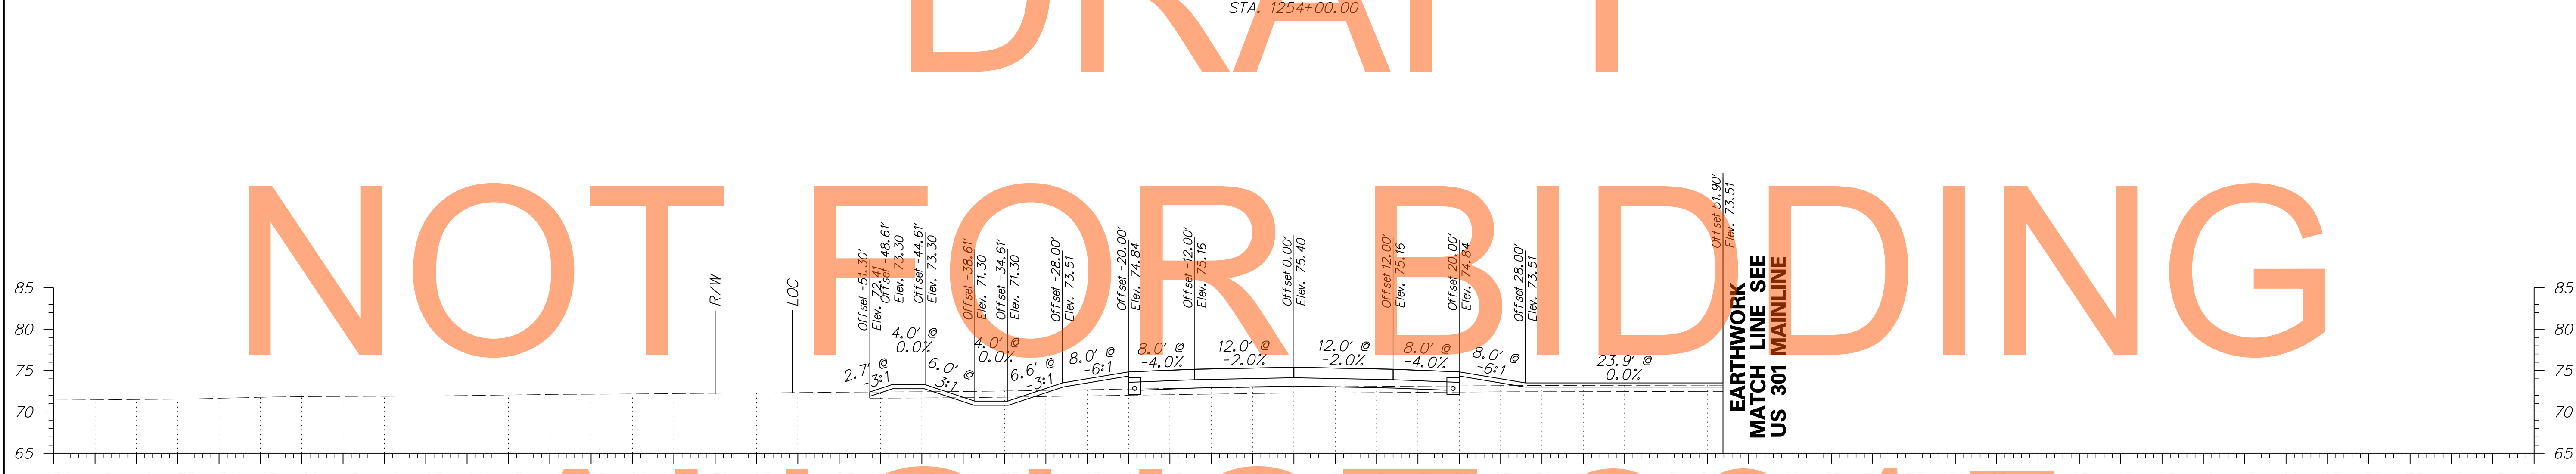 DRAFT
STA. 1254+00.00
NOT FOR BIDDING
R/W
LOC
Offset -51.30'
Elev. 72.41
Offset -48.61'
Elev. 73.30
Offset -44.61'
Elev. 73.30
Offset -38.61'
Elev. 71.30
Offset -34.61'
Elev. 71.30
Offset -28.00'
Elev. 73.51
Offset -20.00'
Elev. 74.84
Offset -12.00'
Elev. 75.16
Offset 0.00'
Elev. 75.40
Offset 12.00'
Elev. 75.16
Offset 20.00'
Elev. 74.84
Offset 28.00'
Elev. 73.51
Offset 51.90'
Elev. 73.51
2.7' @
-3:1
4.0' @
0.0%
6.0' @
3:1
4.0' @
0.0%
6.6' @
-3:1
8.0' @
-6:1
8.0' @
-4.0%
12.0' @
-2.0%
12.0' @
-2.0%
8.0' @
-4.0%
8.0' @
-6:1
23.9' @
0.0%
EARTHWORK
MATCH LINE SEE
US 301 MAINLINE
85
80
75
70
65
85
80
75
70
65